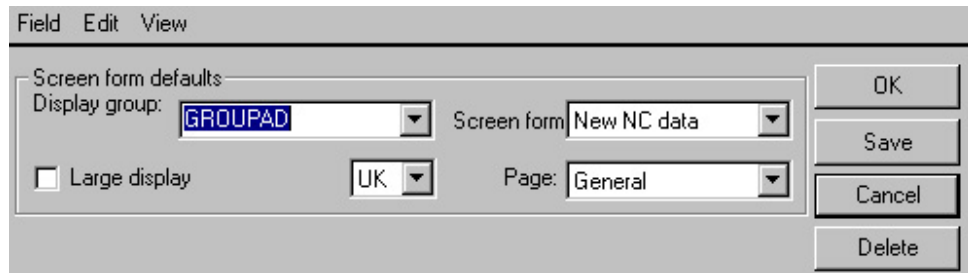 Field Edit View
Screen form defaults
OK
Display group: GROUPAD Screen form New NC data
Save
Large display UK Page: General
Cancel
Delete